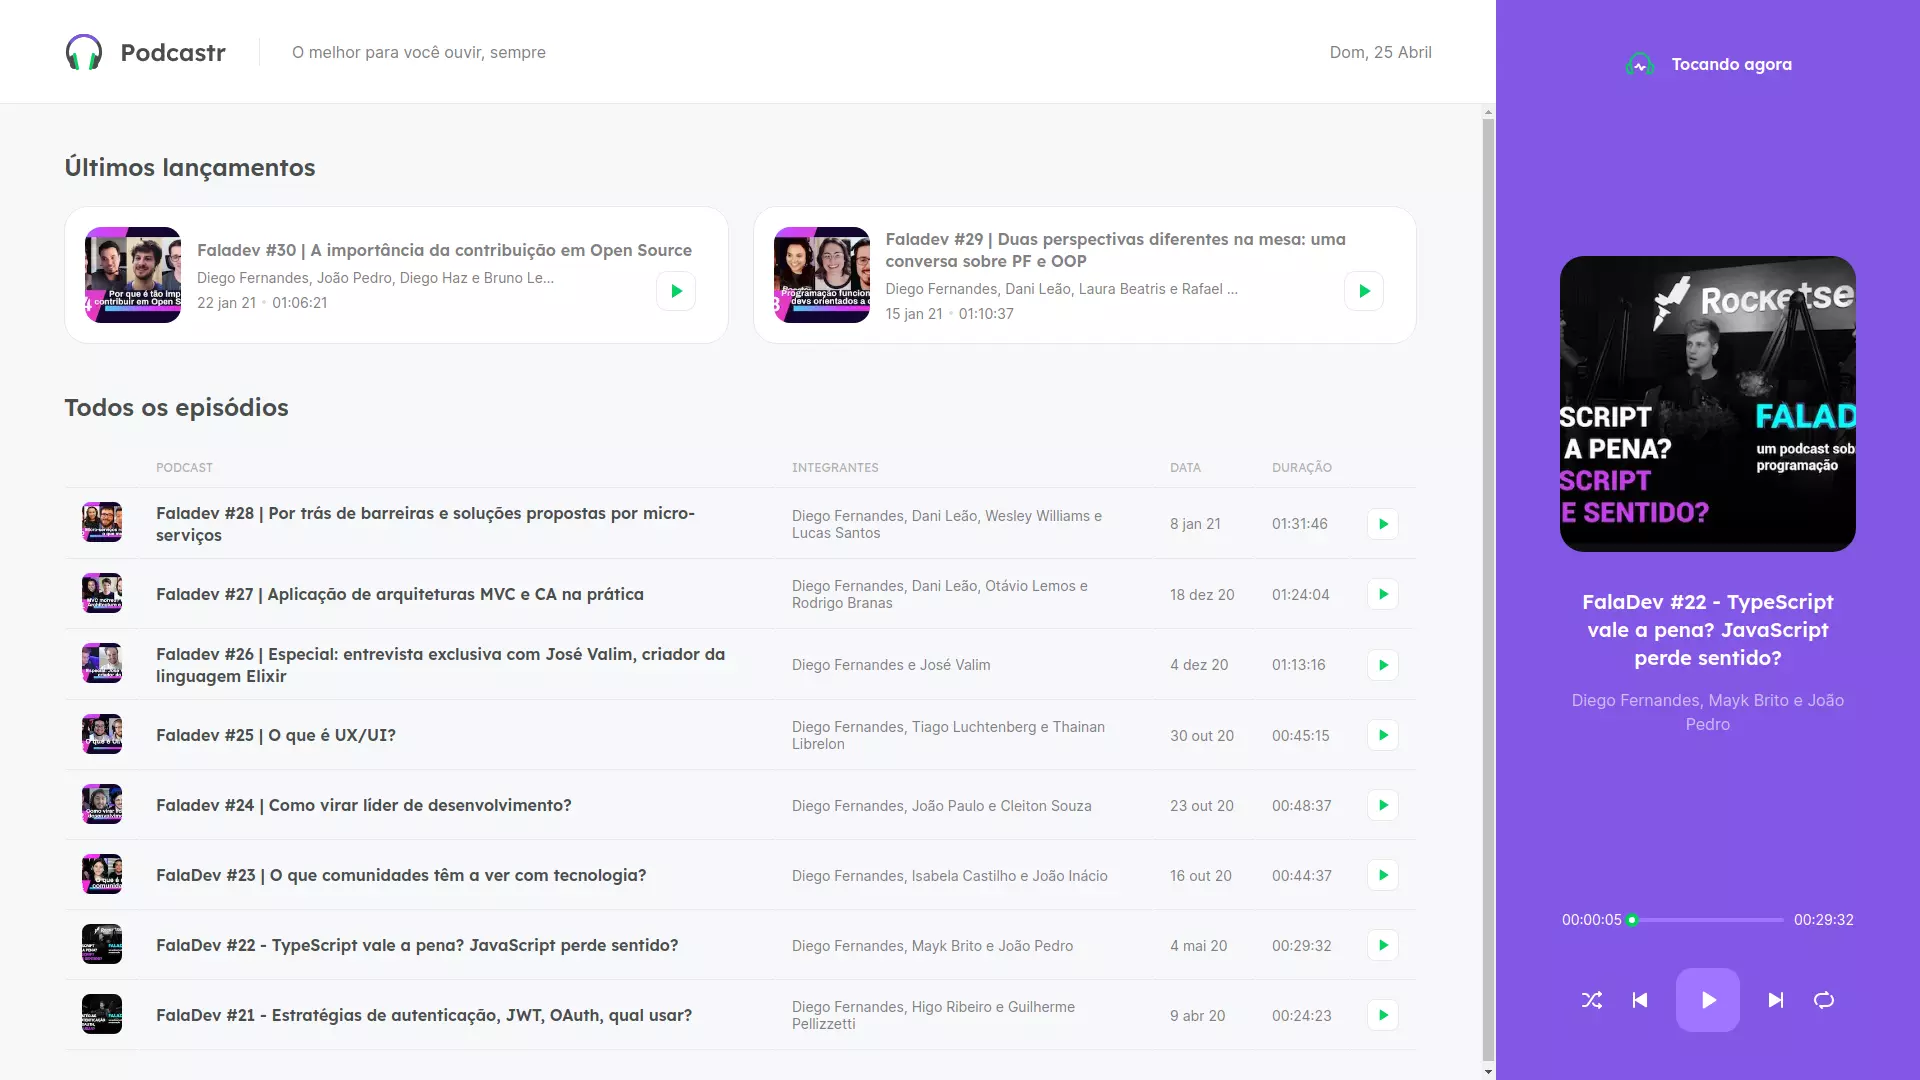 Podcastr
O melhor para você ouvir, sempre
Dom, 25 Abril
Últimos lançamentos
Faladev #30 | A importância da contribuição em Open Source
Diego Fernandes, João Pedro, Diego Haz e Bruno Le...
22 jan 21 • 01:06:21
Faladev #29 | Duas perspectivas diferentes na mesa: uma
conversa sobre PF e OOP
Diego Fernandes, Dani Leão, Laura Beatris e Rafael ...
15 jan 21 • 01:10:37
Todos os episódios
PODCAST INTEGRANTES DATA DURAÇÃO
Faladev #28 | Por trás de barreiras e soluções propostas por micro-
serviços
Diego Fernandes, Dani Leão, Wesley Williams e
Lucas Santos
8 jan 21
01:31:46
Faladev #27 | Aplicação de arquiteturas MVC e CA na prática
Diego Fernandes, Dani Leão, Otávio Lemos e
Rodrigo Branas
18 dez 20
01:24:04
Faladev #26 | Especial: entrevista exclusiva com José Valim, criador da
linguagem Elixir
Diego Fernandes e José Valim
4 dez 20
01:13:16
Faladev #25 | O que é UX/UI?
Diego Fernandes, Tiago Luchtenberg e Thainan
Librelon
30 out 20
00:45:15
Faladev #24 | Como virar líder de desenvolvimento?
Diego Fernandes, João Paulo e Cleiton Souza
23 out 20
00:48:37
FalaDev #23 | O que comunidades têm a ver com tecnologia?
Diego Fernandes, Isabela Castilho e João Inácio
16 out 20
00:44:37
FalaDev #22 - TypeScript vale a pena? JavaScript perde sentido?
Diego Fernandes, Mayk Brito e João Pedro
4 mai 20
00:29:32
FalaDev #21 - Estratégias de autenticação, JWT, OAuth, qual usar?
Diego Fernandes, Higo Ribeiro e Guilherme
Pellizzetti
9 abr 20
00:24:23
Tocando agora
Rocketse
SCRIPT
A PENA?
SCRIPT
E SENTIDO?
FALAD
um podcast sob
programação
FalaDev #22 - TypeScript
vale a pena? JavaScript
perde sentido?
Diego Fernandes, Mayk Brito e João
Pedro
00:00:05
00:29:32